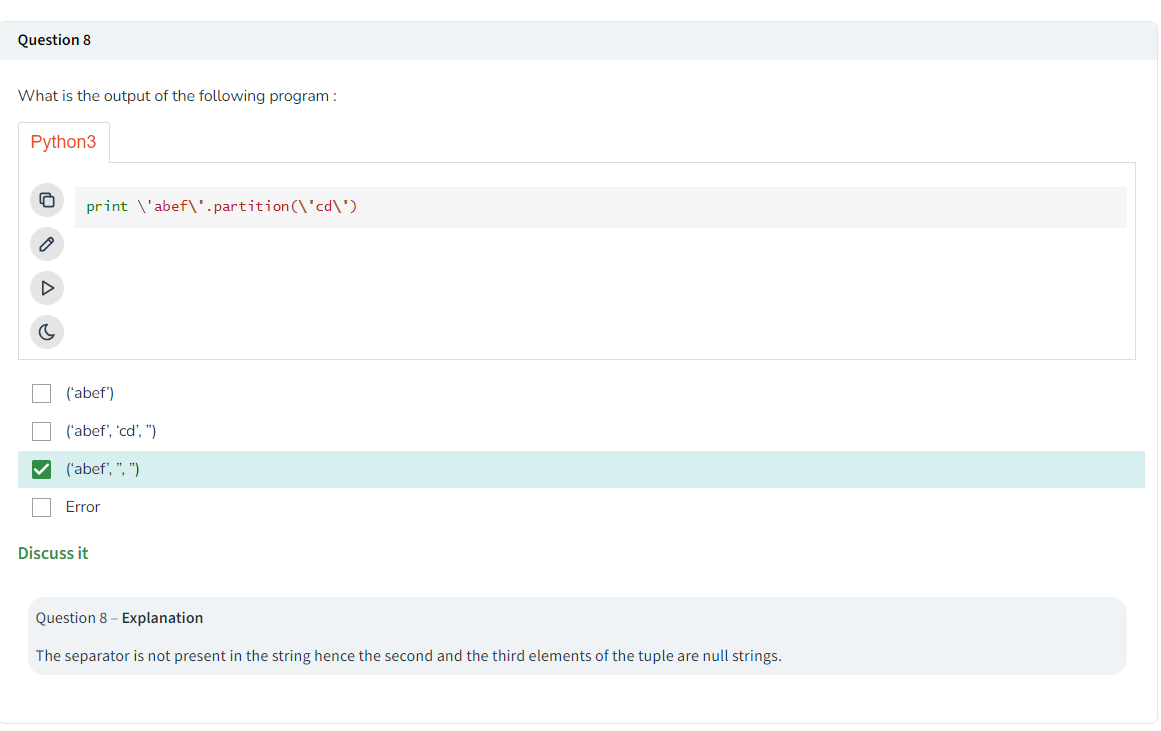 Question 8
What is the output of the following program :
Python3
print \'abef\'.partition(\'cd\')
(‘abef’)
(‘abef’, ‘cd’, ”)
(‘abef’, ”, ”)
Error
Discuss it
Question 8 – Explanation
The separator is not present in the string hence the second and the third elements of the tuple are null strings.